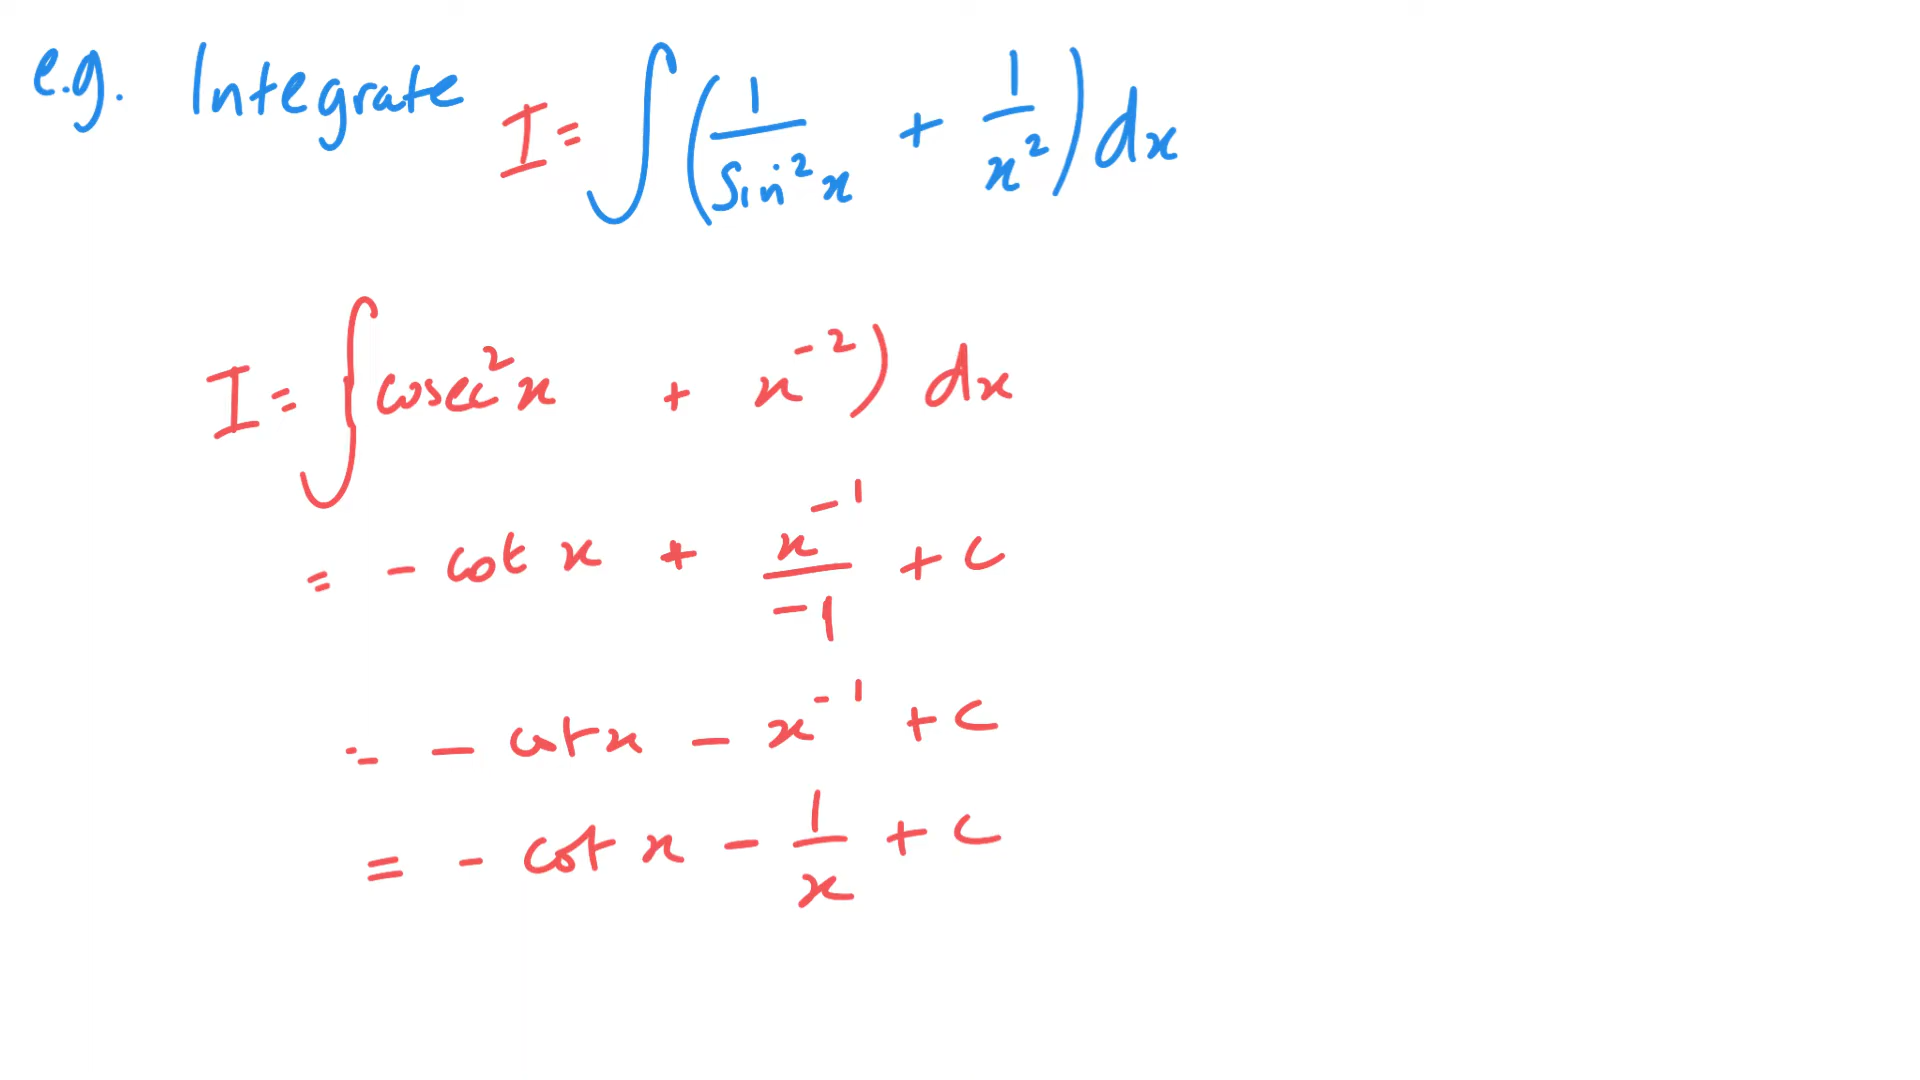 e.g. Integrate I = ∫ (1/sin²x + 1/x²) dx
I = ∫ (cosec²x + x⁻²) dx
= - cot x + x⁻¹/-1 + c
= - cot x - x⁻¹ + c
= - cot x - 1/x + c